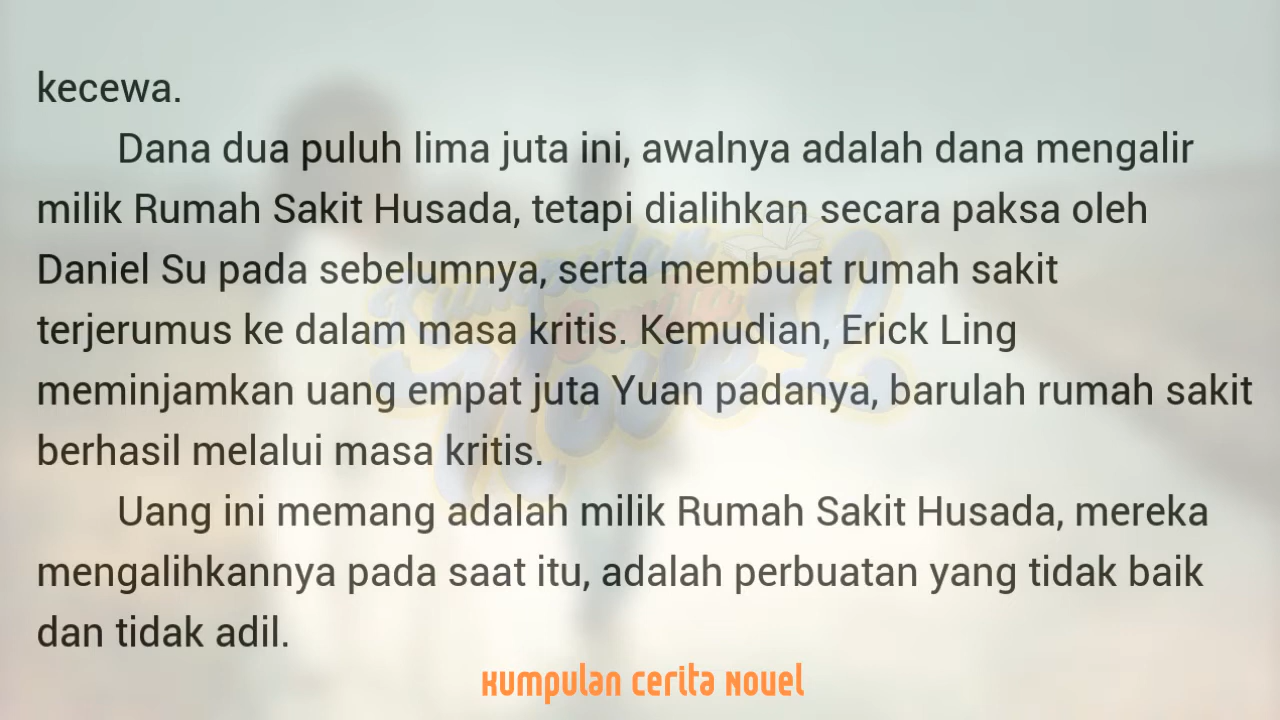 kecewa.
Dana dua puluh lima juta ini, awalnya adalah dana mengalir
milik Rumah Sakit Husada, tetapi dialihkan secara paksa oleh
Daniel Su pada sebelumnya, serta membuat rumah sakit
terjerumus ke dalam masa kritis. Kemudian, Erick Ling
meminjamkan uang empat juta Yuan padanya, barulah rumah sakit
berhasil melalui masa kritis.
Uang ini memang adalah milik Rumah Sakit Husada, mereka
mengalihkannya pada saat itu, adalah perbuatan yang tidak baik
dan tidak adil.
Kumpulan
Cerita
Novel
Kumpulan Cerita Novel